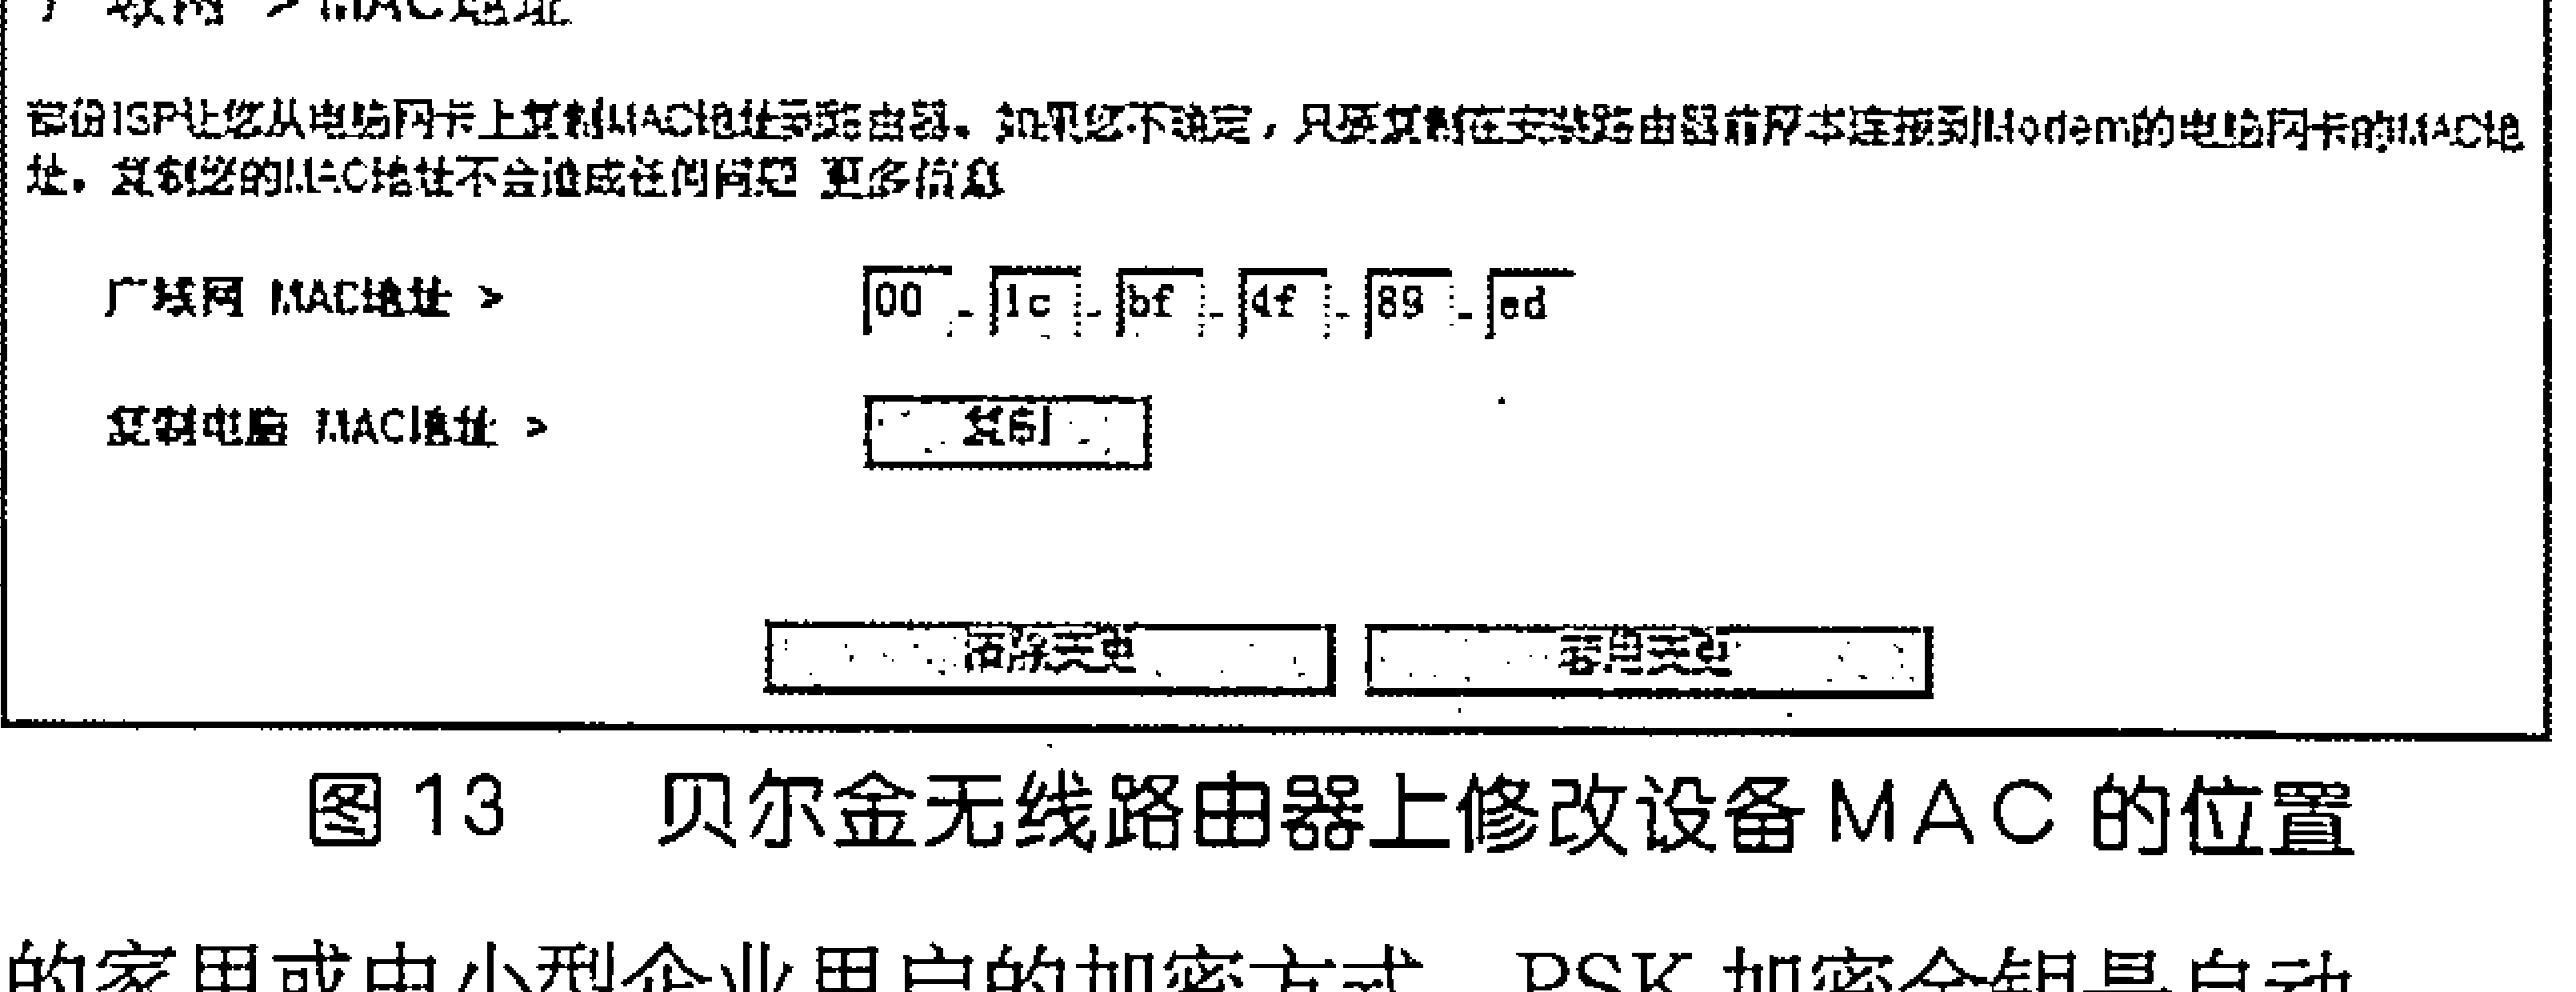 广域网 > MAC地址
部份ISP让您从电脑网卡上复制MAC地址到路由器。如果您不确定，只要复制在安装路由器前原本连接到Modem的电脑网卡的MAC地
址。复制您的MAC地址不会造成任何问题 更多信息
广域网 MAC地址 > 00 - 1c - bf - 4f - 89 - ed
复制电脑 MAC地址 > 复制
清除变更 套用变更
图13 贝尔金无线路由器上修改设备MAC的位置
的家用或中小型企业用户的加密方式，PSK 加密金钥是自动